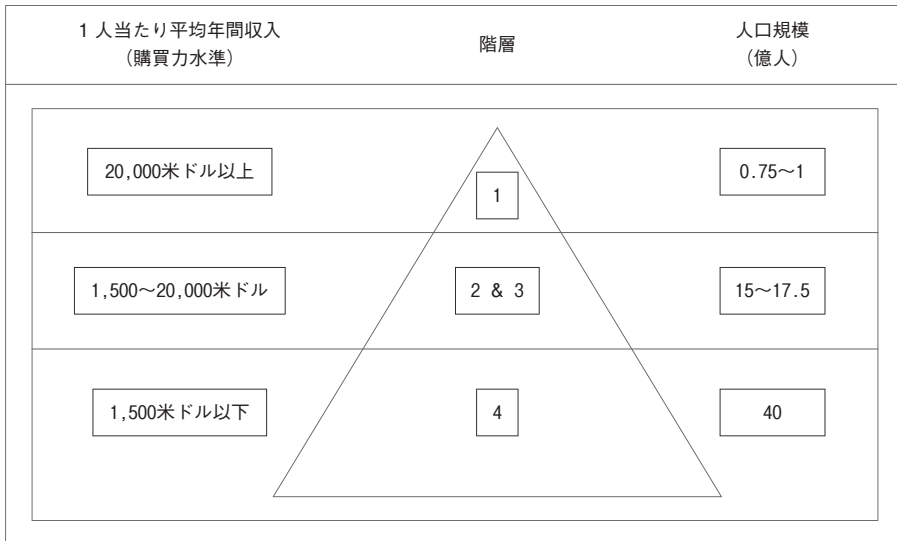 1 人当たり平均年間収入
（購買力水準）
階層
人口規模
（億人）
20,000米ドル以上
1
0.75～1
1,500～20,000米ドル
2 & 3
15～17.5
1,500米ドル以下
4
40